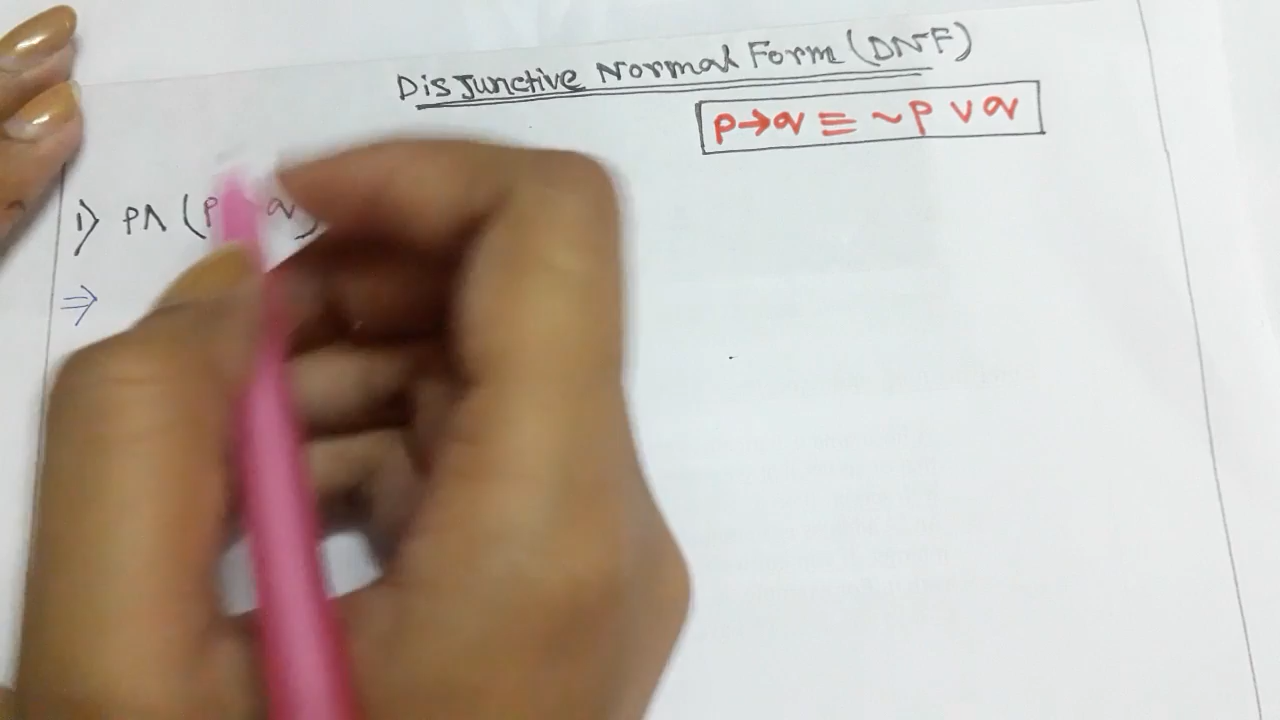 Disjunctive Normal Form (DNF)
p→q ≡ ~p ∨ q
1) p∧ (p q)
⇒